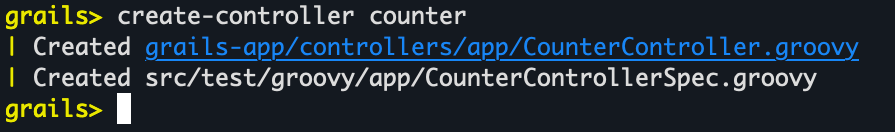 grails> create-controller counter
| Created grails-app/controllers/app/CounterController.groovy
| Created src/test/groovy/app/CounterControllerSpec.groovy
grails>